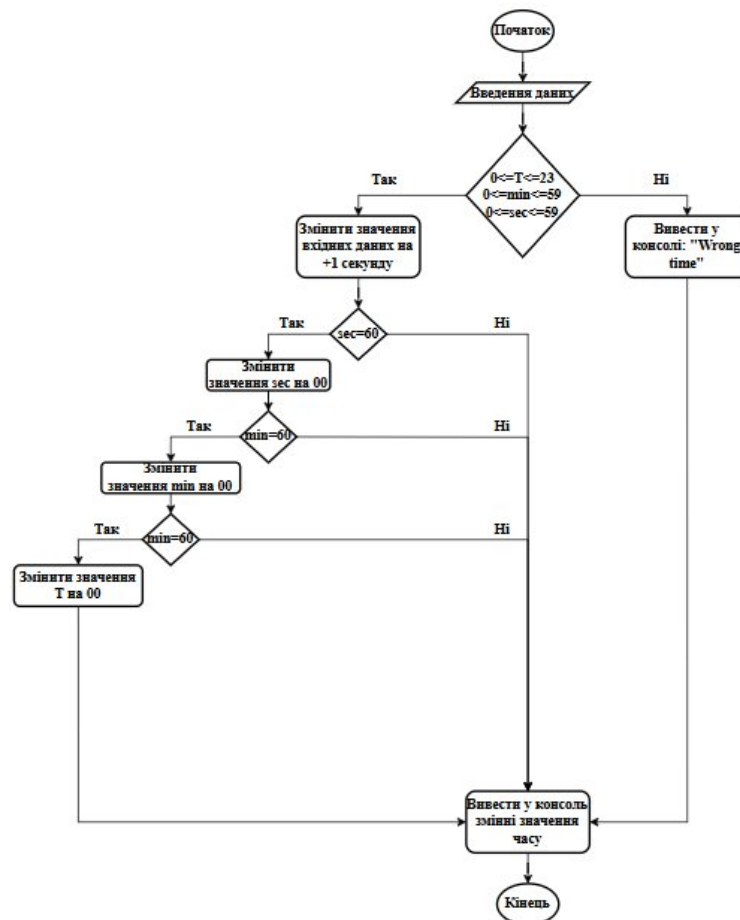 Початок
Введення даних
0<=T<=23
0<=min<=59
0<=sec<=59
Так
Ні
Змінити значення
вхідних даних на
+1 секунду
Вивести у
консолі: "Wrong
time"
sec=60
Так
Ні
Змінити
значення sec на 00
min=60
Так
Ні
Змінити
значення min на 00
min=60
Так
Ні
Змінити значення
T на 00
Вивести у консоль
змінні значення
часу
Кінець